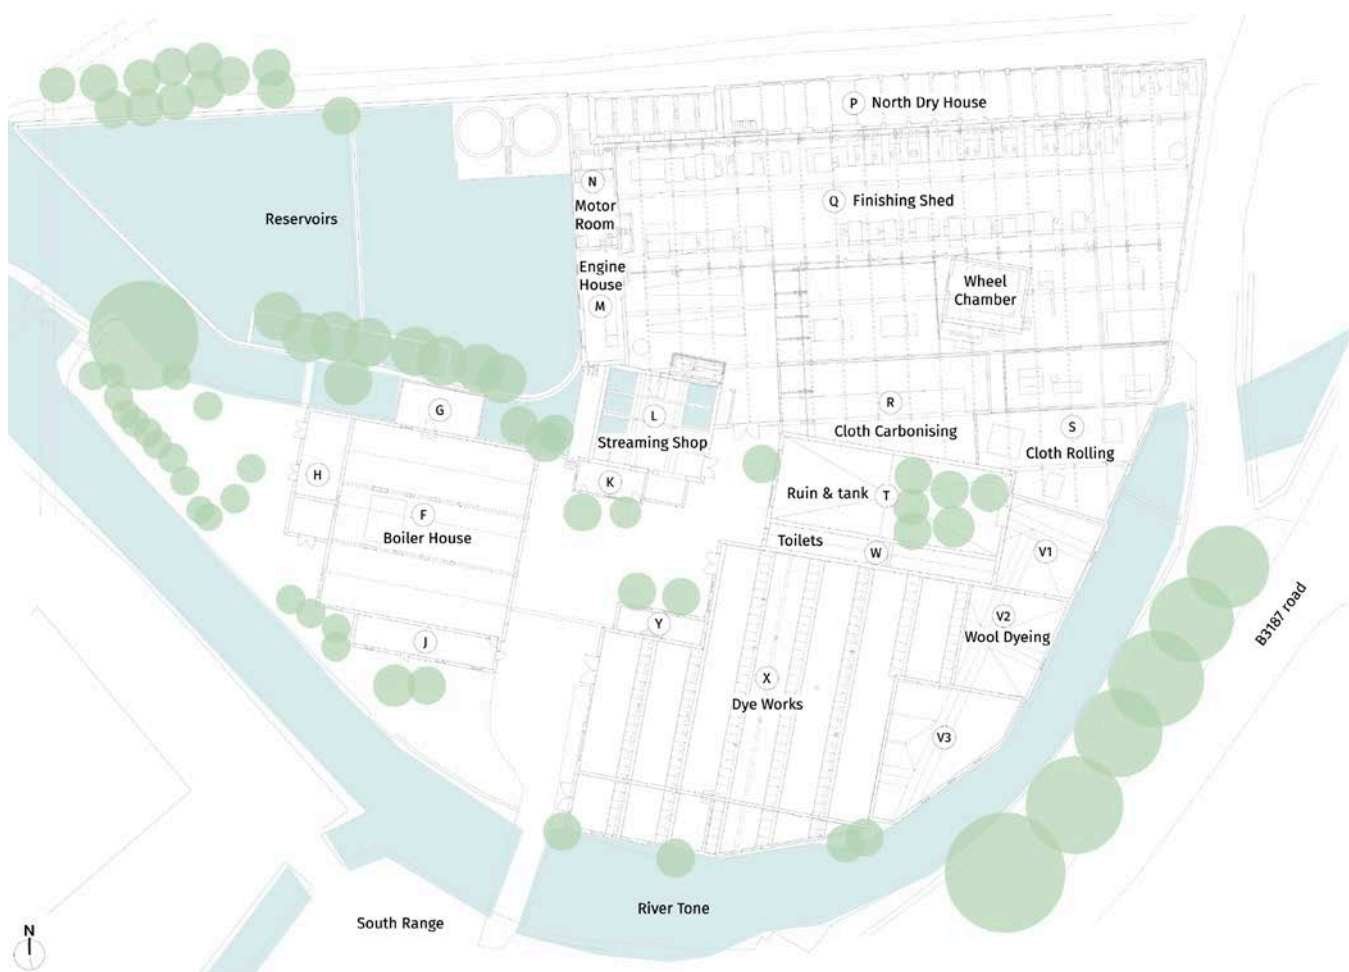 P North Dry House
N
Motor
Room
Q Finishing Shed
Reservoirs
Engine
House
M
Wheel
Chamber
G
L
Streaming Shop
R
Cloth Carbonising
S
Cloth Rolling
H
K
Ruin & tank T
F
Boiler House
Toilets
W
V1
V2
Wool Dyeing
B3187 road
Y
J
X
Dye Works
V3
River Tone
South Range
N